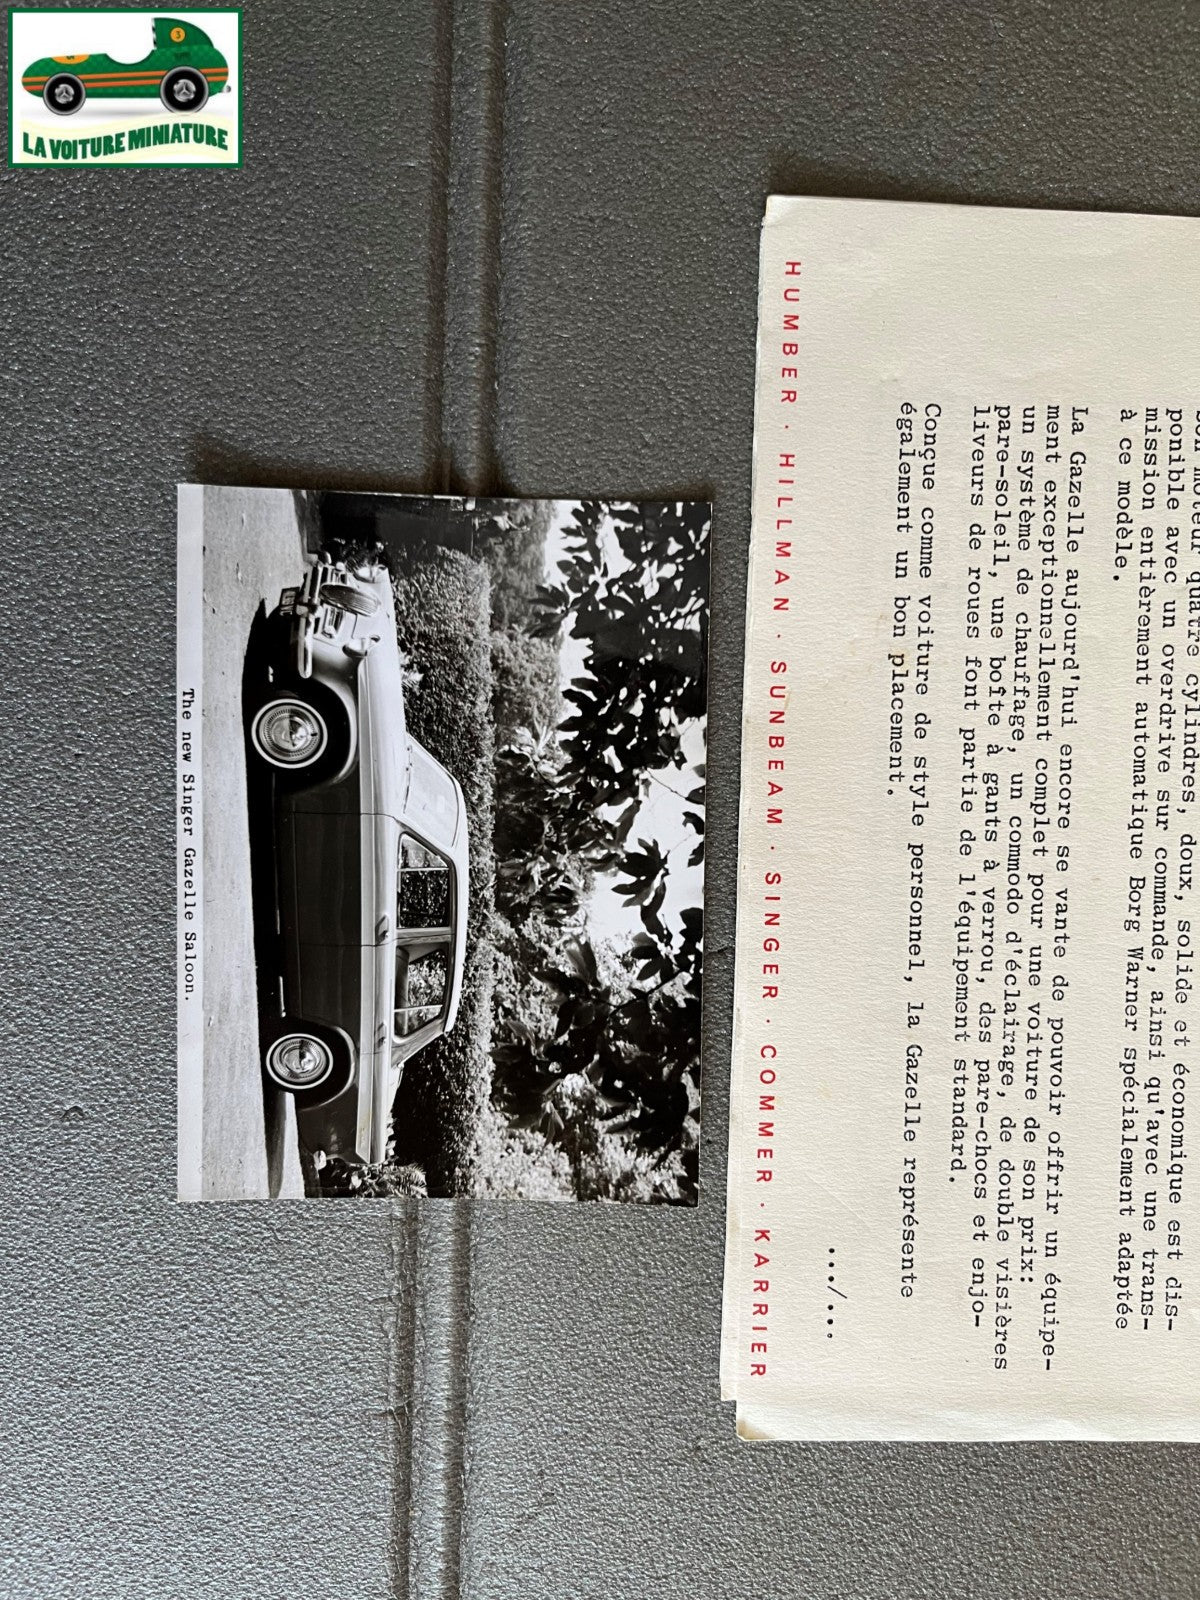 LA VOITURE MINIATURE
moteur quatre cylindres, doux, solide et économique est dis-
ponible avec un overdrive sur commande, ainsi qu'avec une trans-
mission entièrement automatique Borg Warner spécialement adaptée
à ce modèle.
La Gazelle aujourd'hui encore se vante de pouvoir offrir un équipe-
ment exceptionnellement complet pour une voiture de son prix:
un système de chauffage, un commodo d'éclairage, de double visières
pare-soleil, une boîte à gants à verrou, des pare-chocs et enjo-
liveurs de roues font partie de l'équipement standard.
Conçue comme voiture de style personnel, la Gazelle représente
également un bon placement.
.../...
HUMBER · HILLMAN · SUNBEAM · SINGER · COMMER · KARRIER
The new Singer Gazelle Saloon.